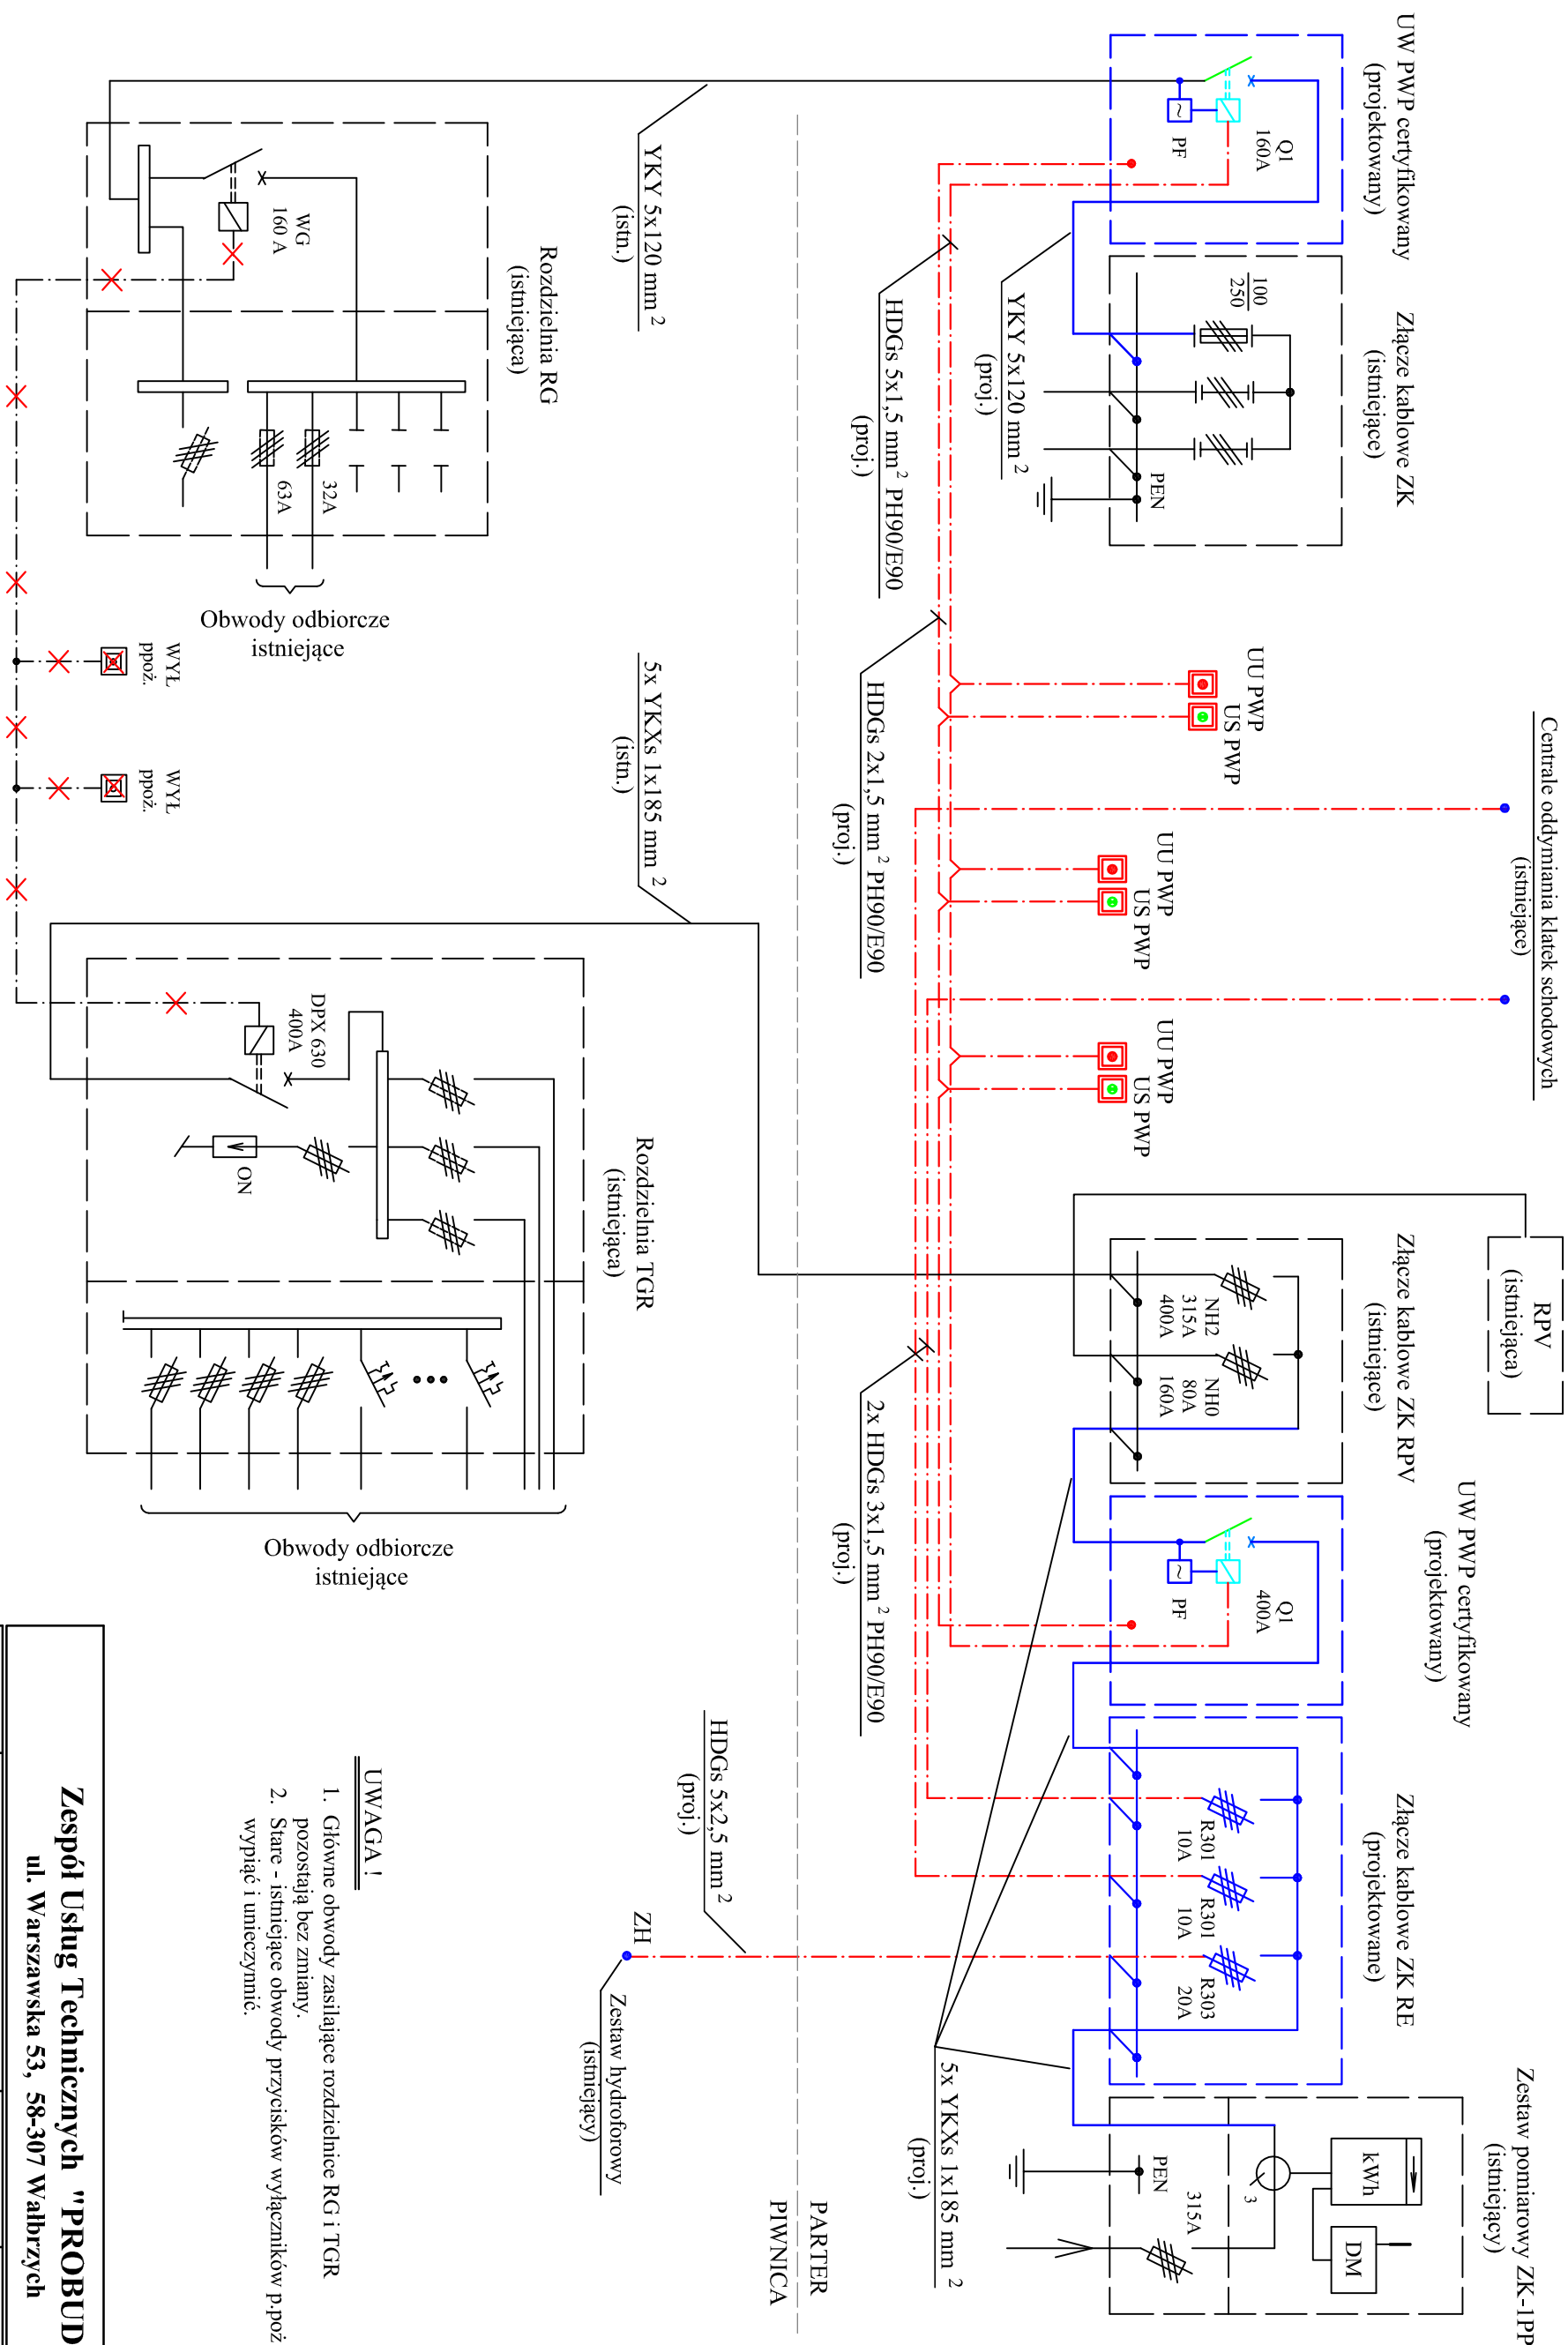 UW PWP certyfikowany
(projektowany)
Q1
160A
PF
Złącze kablowe ZK
(istniejące)
100
250
PEN
YKY 5x120 mm 2
(istn.)
YKY 5x120 mm 2
(proj.)
HDGs 5x1,5 mm 2 PH90/E90
(proj.)
HDGs 2x1,5 mm 2 PH90/E90
(proj.)
UU PWP
US PWP
UU PWP
US PWP
UU PWP
US PWP
Centrale oddymiania klatek schodowych
(istniejące)
RPV
(istniejąca)
Złącze kablowe ZK RPV
(istniejące)
NH2
315A
400A
NH0
80A
160A
2x HDGs 3x1,5 mm 2 PH90/E90
(proj.)
UW PWP certyfikowany
(projektowany)
Q1
400A
PF
Złącze kablowe ZK RE
(projektowane)
R301
10A
R301
10A
R303
20A
5x YKXs 1x185 mm 2
(proj.)
Zestaw pomiarowy ZK-1PP
(istniejący)
kWh
DM
3
PEN
315A
PARTER
PIWNICA
Rozdzielnia RG
(istniejąca)
WG
160 A
32A
63A
Obwody odbiorcze
istniejące
WYŁ
ppoż.
WYŁ
ppoż.
5x YKXs 1x185 mm 2
(istn.)
Rozdzielnia TGR
(istniejąca)
DPX 630
400A
ON
Obwody odbiorcze
istniejące
HDGs 5x2,5 mm 2
(proj.)
ZH
Zestaw hydroforowy
(istniejący)
UWAGA !
1. Główne obwody zasilające rozdzielnice RG i TGR
pozostają bez zmiany.
2. Stare - istniejące obwody przycisków wyłączników p.poż
wypiąć i unieczynnić.
Zespół Usług Technicznych "PROBUD
ul. Warszawska 53, 58-307 Wałbrzych